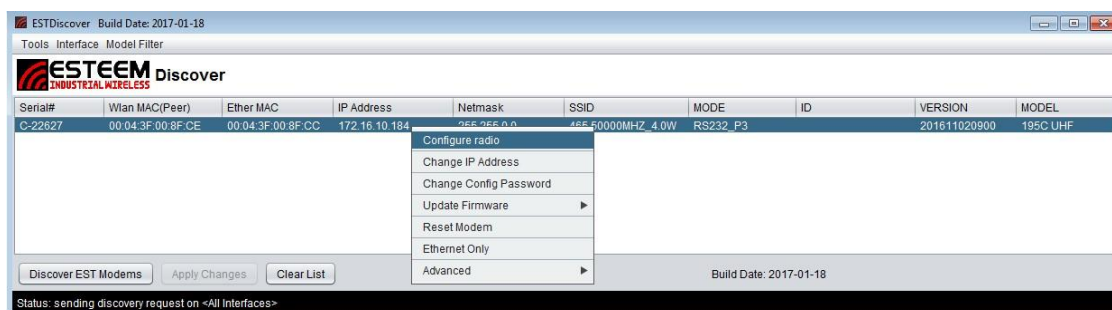 ESTDiscover Build Date: 2017-01-18
Tools Interface Model Filter
ESTEEM Discover
INDUSTRIAL WIRELESS
Serial# Wlan MAC(Peer) Ether MAC IP Address Netmask SSID MODE ID VERSION MODEL
C-22627 00:04:3F:00:8F:CE 00:04:3F:00:8F:CC 172.16.10.184 255.255.0.0 465.50000MHZ_4.0W RS232_P3 201611020900 195C UHF
Configure radio
Change IP Address
Change Config Password
Update Firmware
Reset Modem
Ethernet Only
Advanced
Discover EST Modems Apply Changes Clear List Build Date: 2017-01-18
Status: sending discovery request on <All Interfaces>